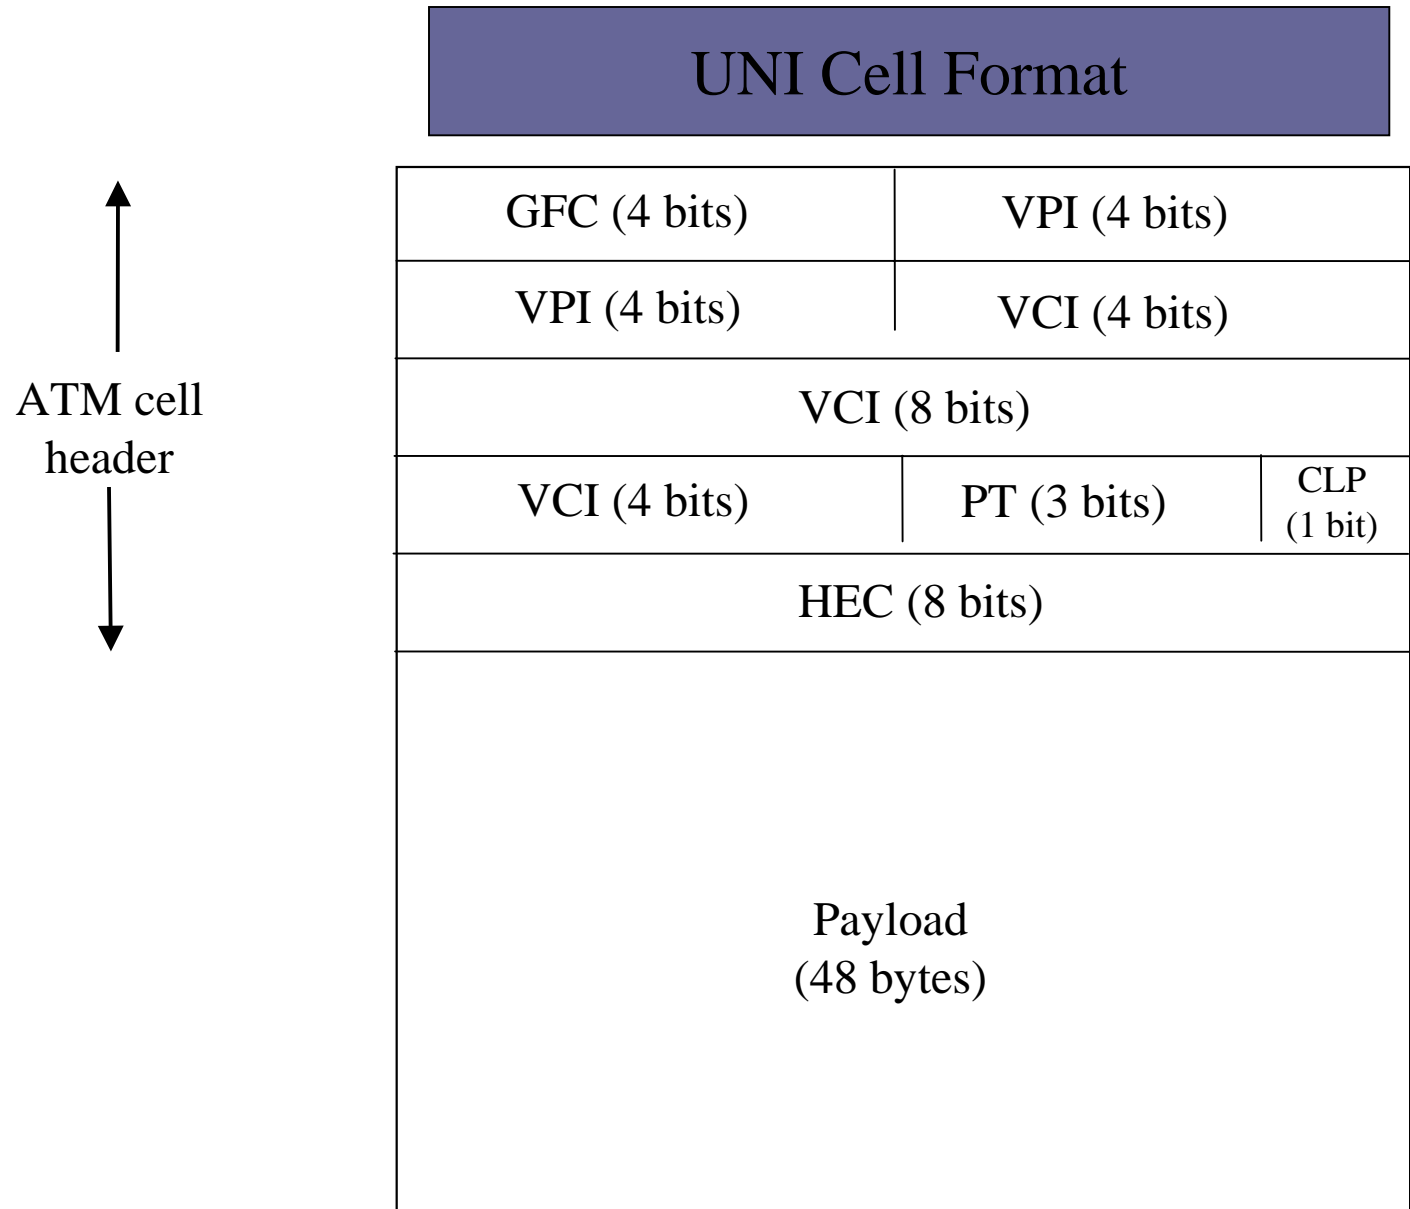 UNI Cell Format
GFC (4 bits)
VPI (4 bits)
VPI (4 bits)
VCI (4 bits)
ATM cell
header
VCI (8 bits)
VCI (4 bits)
PT (3 bits)
CLP
(1 bit)
HEC (8 bits)
Payload
(48 bytes)